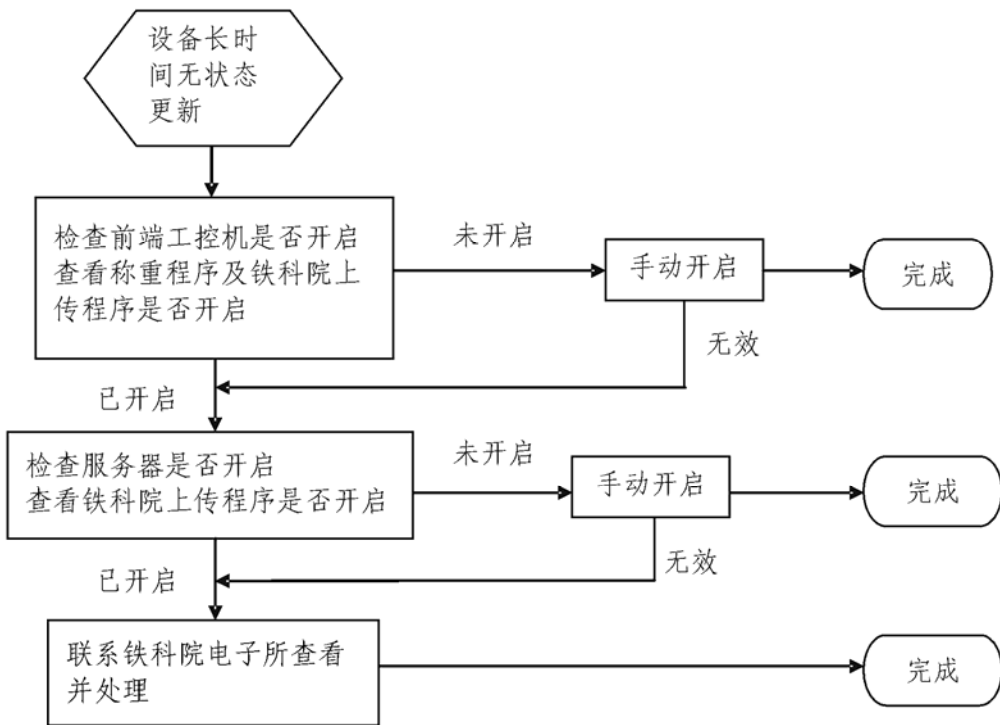 设备长时
间无状态
更新
检查前端工控机是否开启
查看称重程序及铁科院上
传程序是否开启
未开启
手动开启
完成
无效
已开启
检查服务器是否开启
查看铁科院上传程序是否开启
未开启
手动开启
完成
无效
已开启
联系铁科院电子所查看
并处理
完成